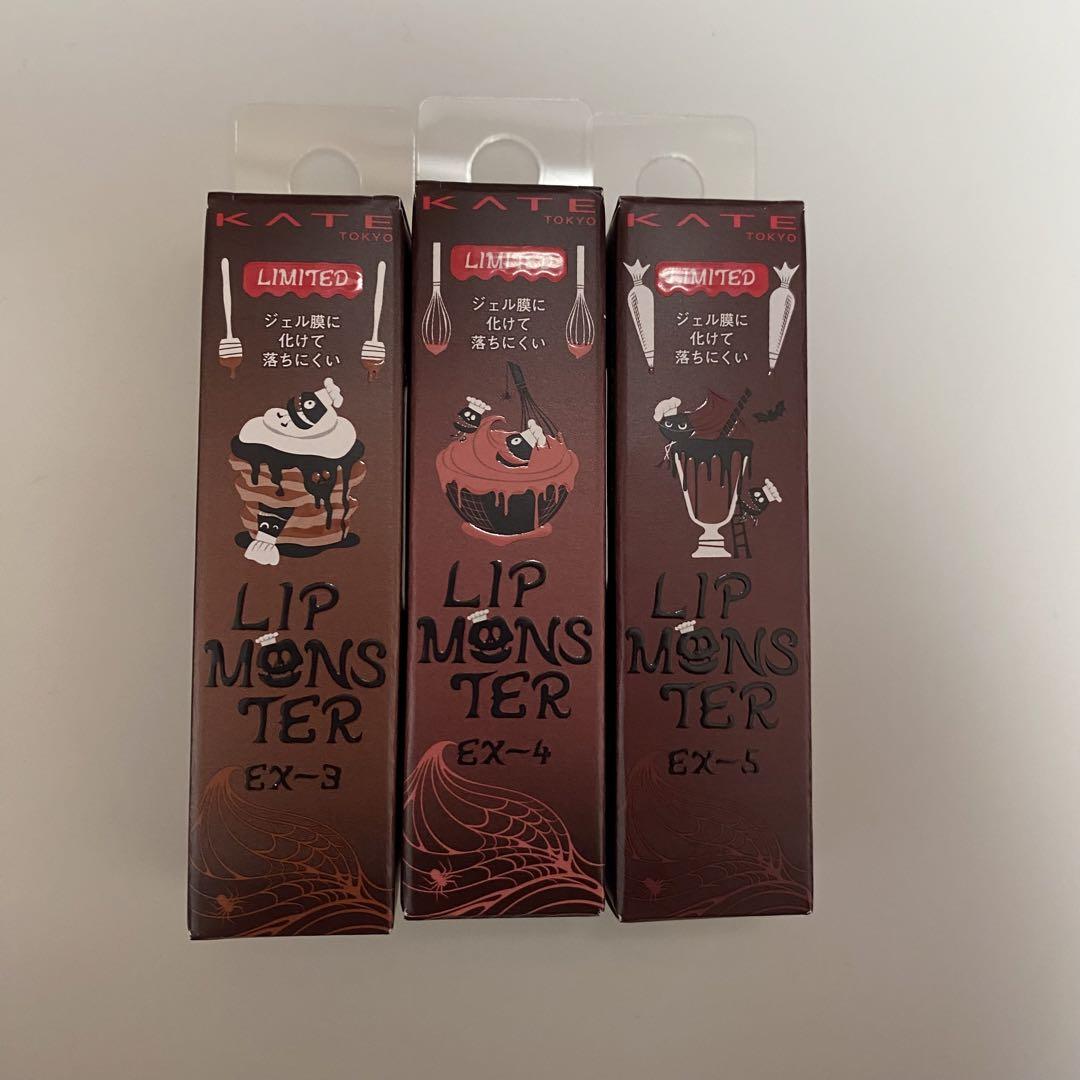 KATE
TOKYO
LIMITED
ジェル膜に
化けて
落ちにくい
LIP
MONS
TER
EX-3
KATE
TOKYO
LIMITED
ジェル膜に
化けて
落ちにくい
LIP
MONS
TER
EX-4
KATE
TOKYO
LIMITED
ジェル膜に
化けて
落ちにくい
LIP
MONS
TER
EX-5